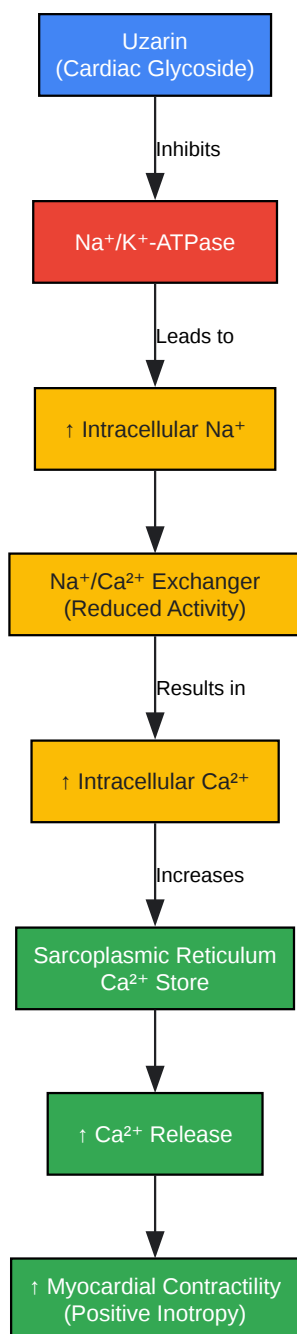 Uzarin
(Cardiac Glycoside)
Inhibits
Na⁺/K⁺-ATPase
Leads to
↑ Intracellular Na⁺
Na⁺/Ca²⁺ Exchanger
(Reduced Activity)
Results in
↑ Intracellular Ca²⁺
Increases
Sarcoplasmic Reticulum
Ca²⁺ Store
↑ Ca²⁺ Release
↑ Myocardial Contractility
(Positive Inotropy)